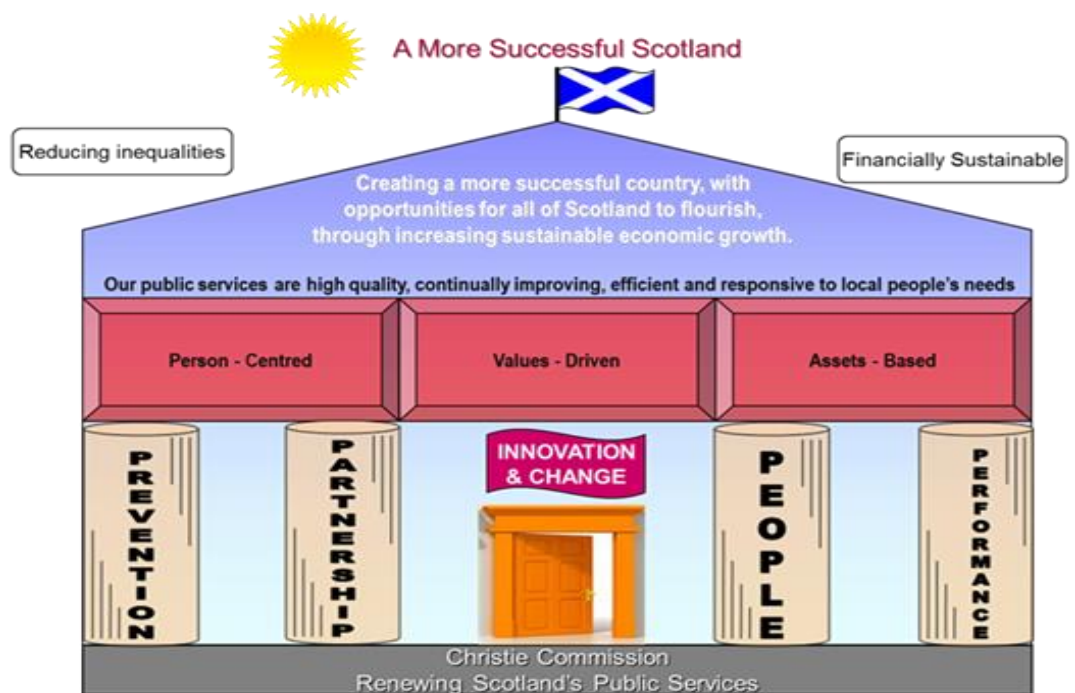 A More Successful Scotland
Reducing inequalities
Financially Sustainable
Creating a more successful country, with
opportunities for all of Scotland to flourish,
through increasing sustainable economic growth.
Our public services are high quality, continually improving, efficient and responsive to local people's needs
Person - Centred
Values - Driven
Assets - Based
PREVENTION
PARTNERSHIP
INNOVATION
& CHANGE
PEOPLE
PERFORMANCE
Christie Commission
Renewing Scotland's Public Services